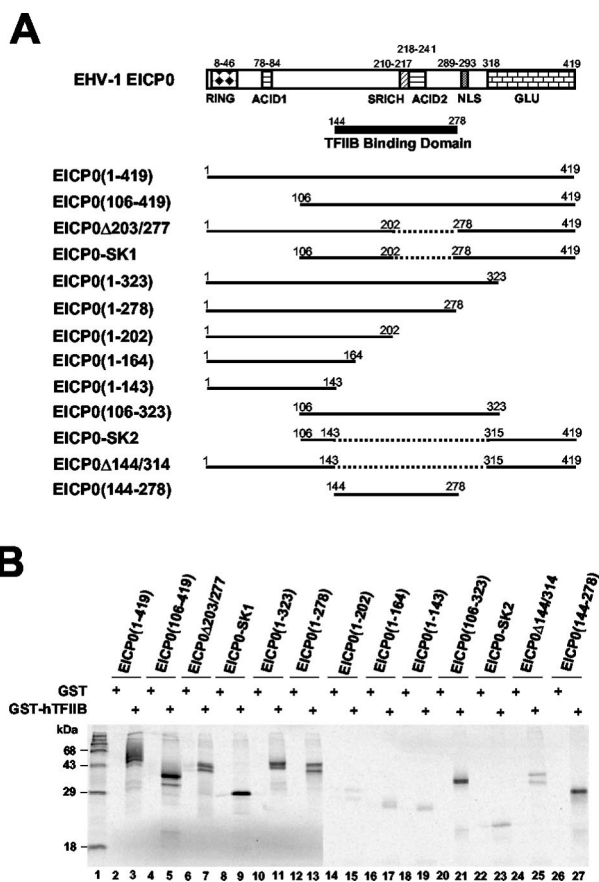 A
218-241
8-46 78-84 210-217 289-293 318 419
EHV-1 EICP0
RING ACID1 SRICH ACID2 NLS GLU
144 278
TFIIB Binding Domain
EICP0(1-419) 1 419
EICP0(106-419) 106 419
EICP0Δ203/277 1 202 278 419
EICP0-SK1 106 202 278 419
EICP0(1-323) 1 323
EICP0(1-278) 1 278
EICP0(1-202) 1 202
EICP0(1-164) 1 164
EICP0(1-143) 1 143
EICP0(106-323) 106 323
EICP0-SK2 106 143 315 419
EICP0Δ144/314 1 143 315 419
EICP0(144-278) 144 278
B
EICP0(1-419) EICP0(106-419) EICP0Δ203/277 EICP0-SK1 EICP0(1-323) EICP0(1-278) EICP0(1-202) EICP0(1-164) EICP0(1-143) EICP0(106-323) EICP0-SK2 EICP0Δ144/314 EICP0(144-278)
GST + + + + + + + + + + + + +
GST-hTFIIB + + + + + + + + + + + + +
kDa
68
43
29
18
1 2 3 4 5 6 7 8 9 10 11 12 13 14 15 16 17 18 19 20 21 22 23 24 25 26 27